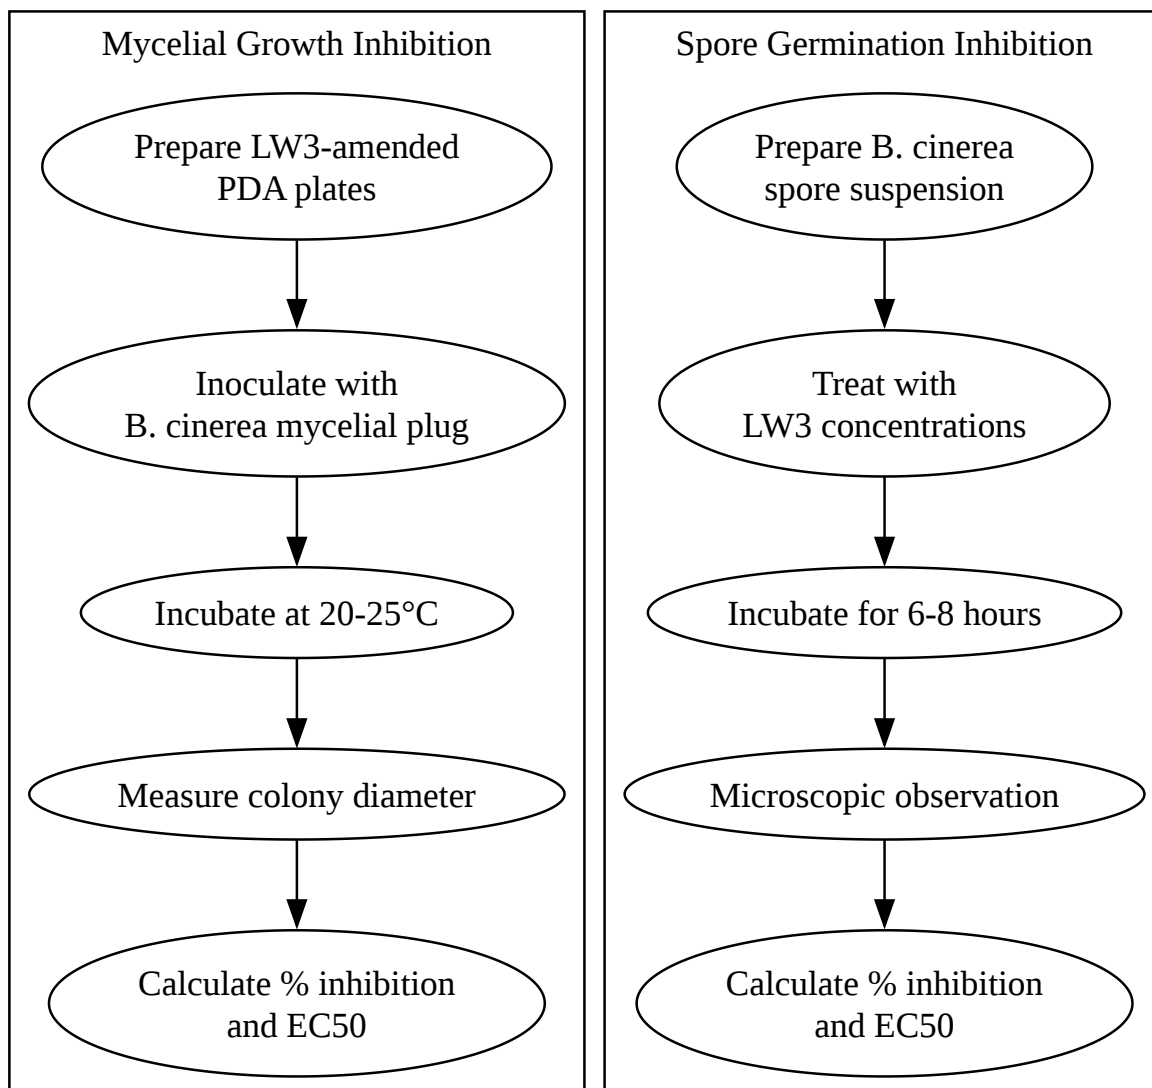 Mycelial Growth Inhibition
Prepare LW3-amended
PDA plates
Inoculate with
B. cinerea mycelial plug
Incubate at 20-25°C
Measure colony diameter
Calculate % inhibition
and EC50
Spore Germination Inhibition
Prepare B. cinerea
spore suspension
Treat with
LW3 concentrations
Incubate for 6-8 hours
Microscopic observation
Calculate % inhibition
and EC50